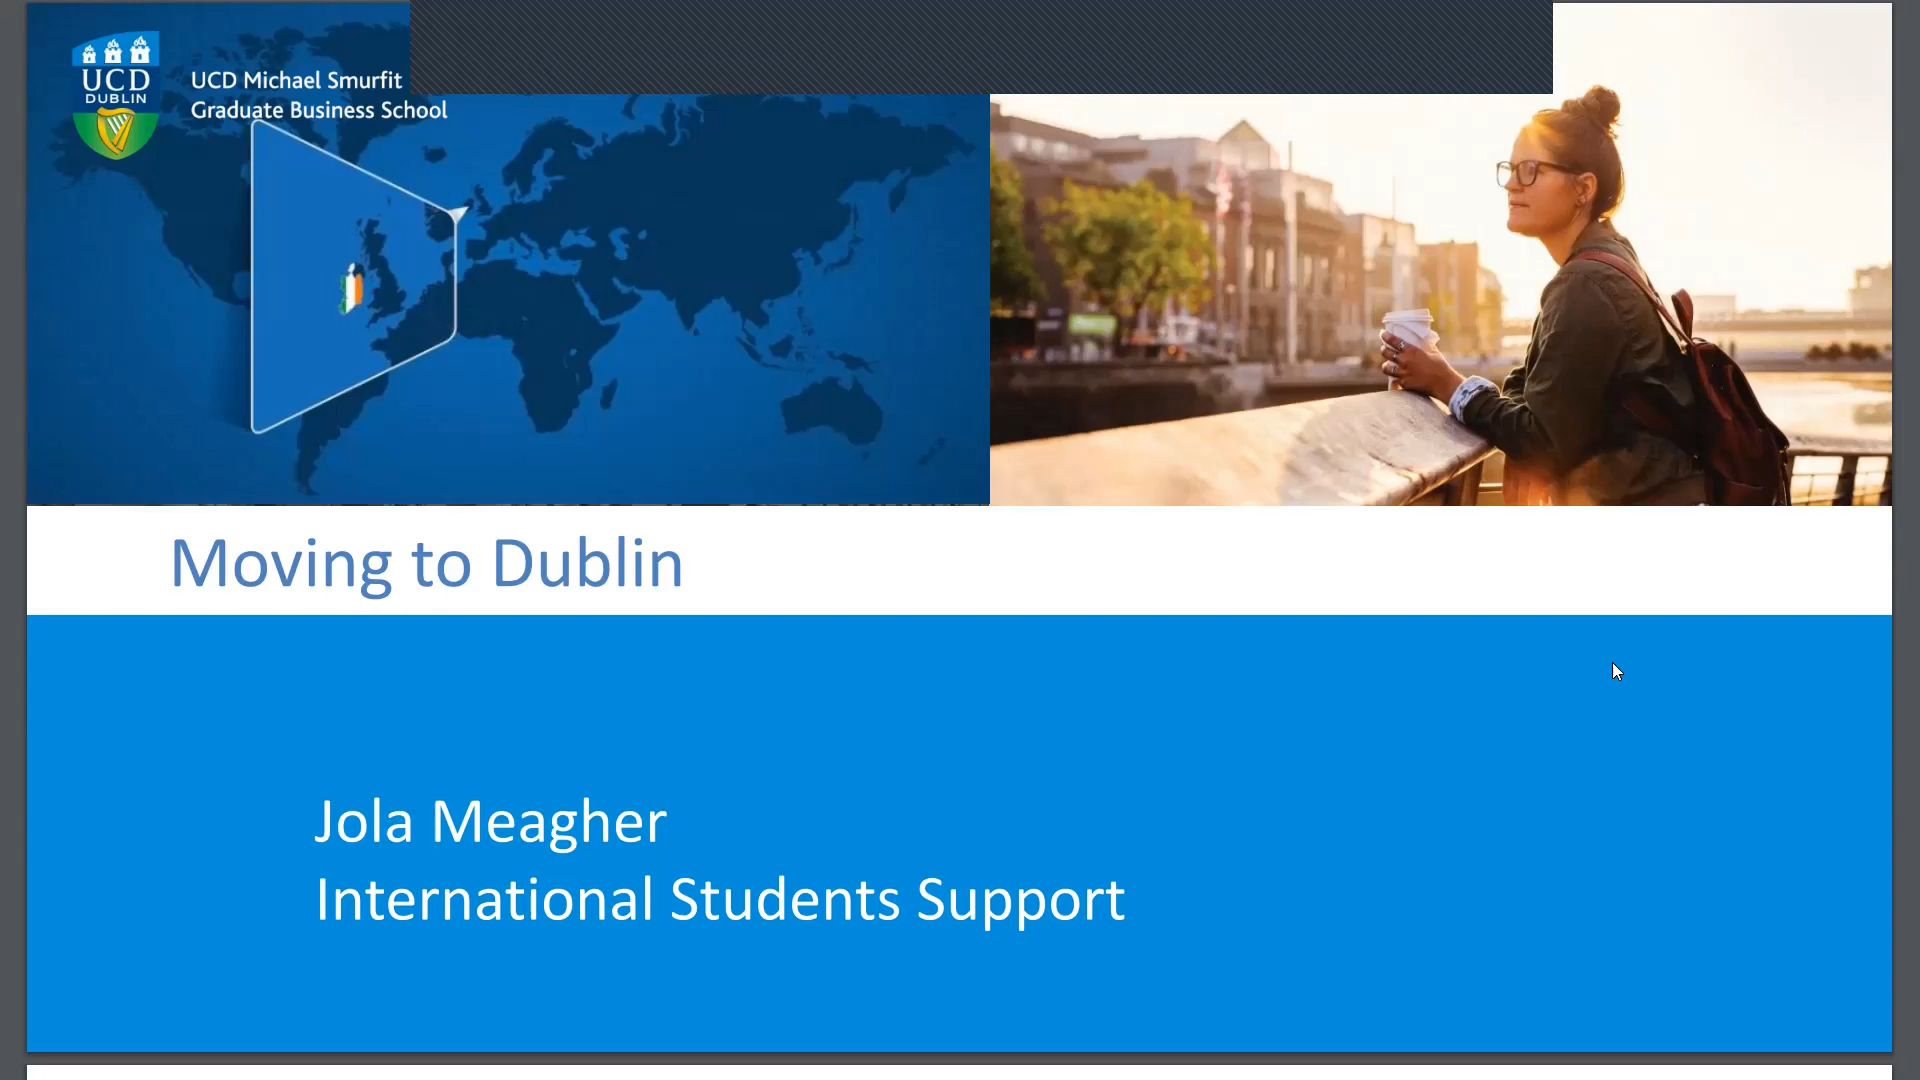 UCD
DUBLIN
UCD Michael Smurfit
Graduate Business School
Moving to Dublin
Jola Meagher
International Students Support